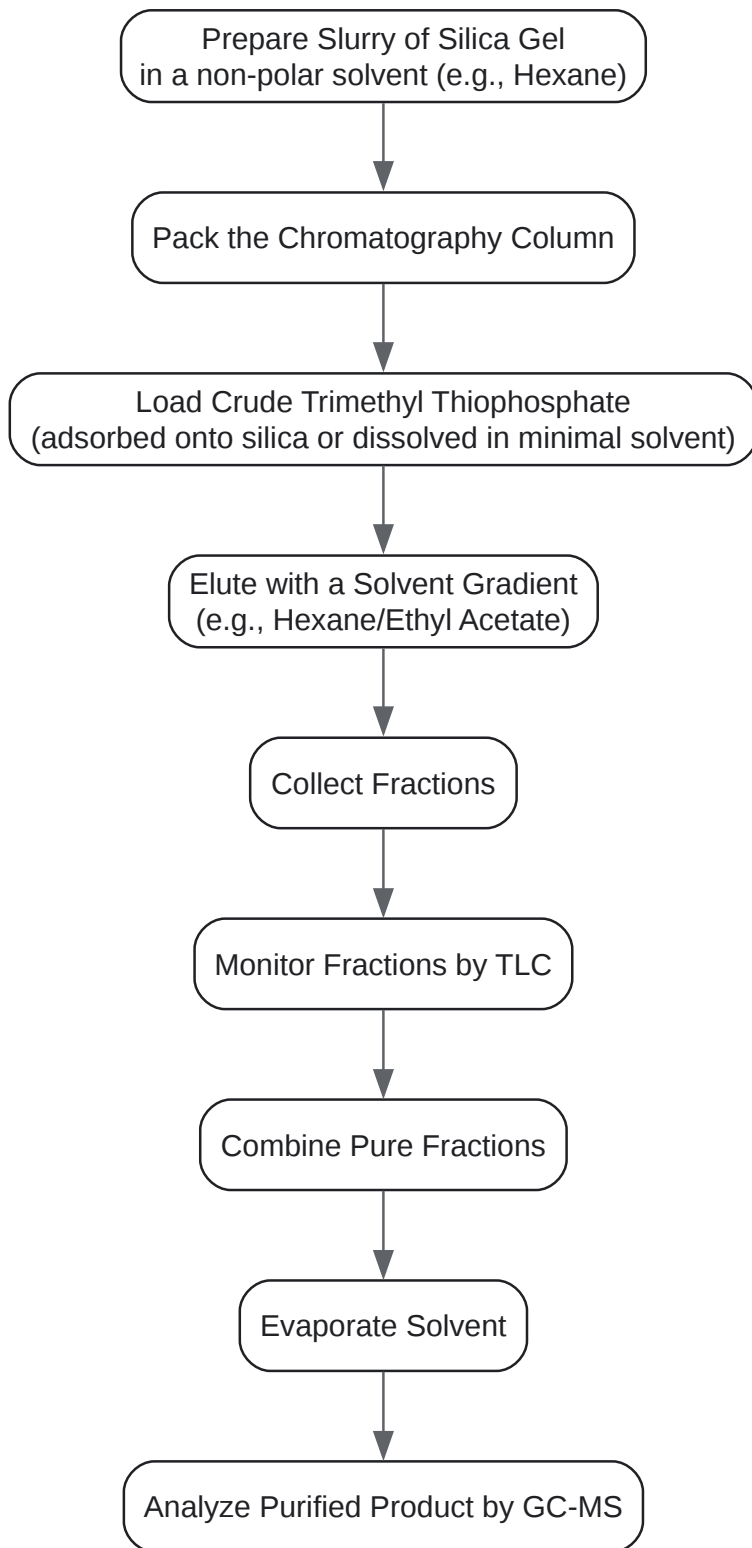 Prepare Slurry of Silica Gel
in a non-polar solvent (e.g., Hexane)
Pack the Chromatography Column
Load Crude Trimethyl Thiophosphate
(adsorbed onto silica or dissolved in minimal solvent)
Elute with a Solvent Gradient
(e.g., Hexane/Ethyl Acetate)
Collect Fractions
Monitor Fractions by TLC
Combine Pure Fractions
Evaporate Solvent
Analyze Purified Product by GC-MS